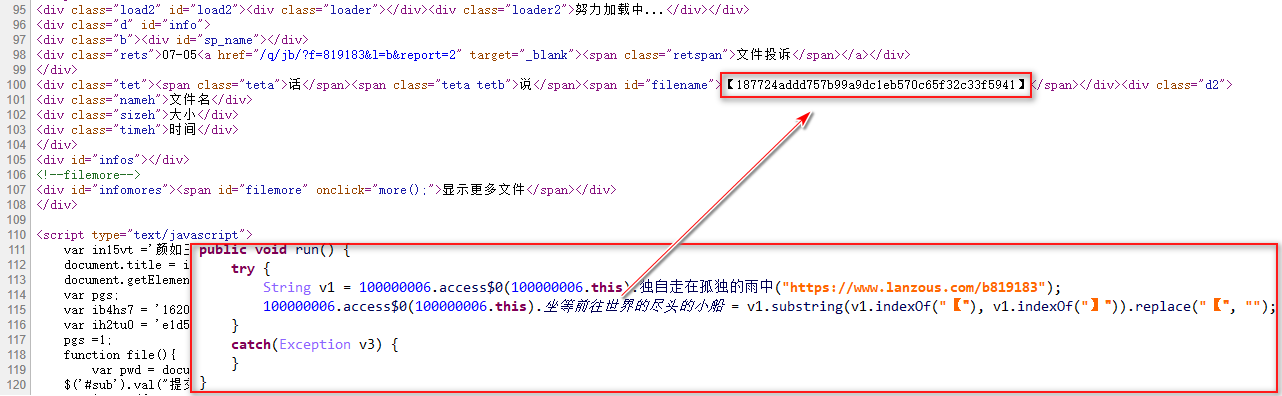 95 <div class="load2" id="load2"><div class="loader"></div><div class="loader2">努力加载中...</div></div>
96 <div class="d" id="info">
97 <div class="b"><div id="sp_name"></div>
98 <div class="rets">07-05<a href="/q/jb/?f=819183&l=b&report=2" target="_blank"><span class="retspan">文件投诉</span></a></div>
99 </div>
100 <div class="tet"><span class="teta">话</span><span class="teta tetb">说</span><span id="filename">【187724addd757b99a9dc1eb570c65f32c33f5941】</span></div><div class="d2">
101 <div class="nameh">文件名</div>
102 <div class="sizeh">大小</div>
103 <div class="timeh">时间</div>
104 </div>
105 <div id="infos"></div>
106 <!--filemore-->
107 <div id="infomores"><span id="filemore" onclick="more();">显示更多文件</span></div>
108 </div>
109
110 <script type="text/javascript">
111 var in15vt ='颜如玉
112 document.title = i
113 document.getElemen
114 var pgs;
115 var ib4hs7 = '1620
116 var ih2tu0 = 'e1d5
117 pgs =1;
118 function file(){
119 var pwd = docu
120 $('#sub').val("提交
public void run() {
try {
String v1 = 100000006.access$0(100000006.this).独自走在孤独的雨中("https://www.lanzous.com/b819183");
100000006.access$0(100000006.this).坐等前往世界的尽头的小船 = v1.substring(v1.indexOf("【"), v1.indexOf("】")).replace("【", "");
}
catch(Exception v3) {
}
}